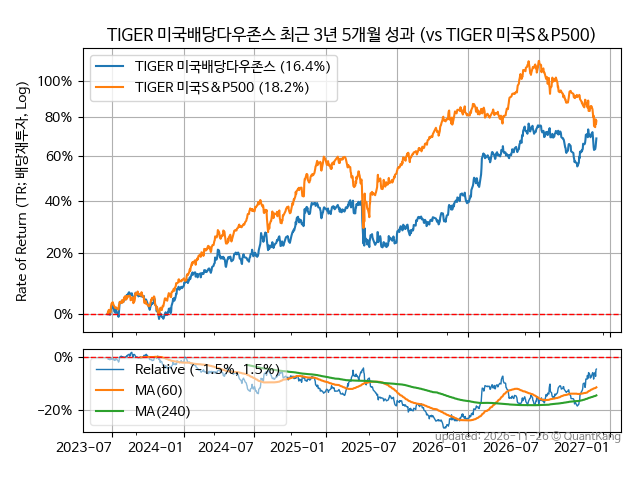 TIGER 미국배당다우존스 최근 3년 5개월 성과 (vs TIGER 미국S&P500)
TIGER 미국배당다우존스 (16.4%)
TIGER 미국S&P500 (18.2%)
Rate of Return (TR: 배당재투자, Log)
100%
80%
60%
40%
20%
0%
0%
−20%
Relative (−1.5%, 1.5%)
MA(60)
MA(240)
updated: 2026-11-26 © QuantKang
2023-07 2024-01 2024-07 2025-01 2025-07 2026-01 2026-07 2027-01